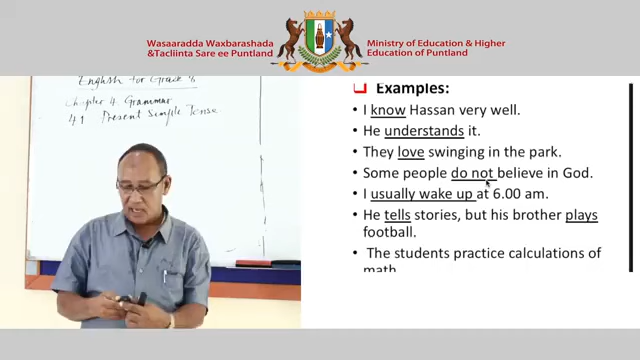 Wasaaradda Waxbarashada
&Tacliinta Sare ee Puntland
Ministry of Education & Higher
Education of Puntland
English for Grade 8
Chapter 4. Grammar
4.1 Present Simple Tense
❑ Examples:
• I know Hassan very well.
• He understands it.
• They love swinging in the park.
• Some people do not believe in God.
• I usually wake up at 6.00 am.
• He tells stories, but his brother plays
football.
• The students practice calculations of
math